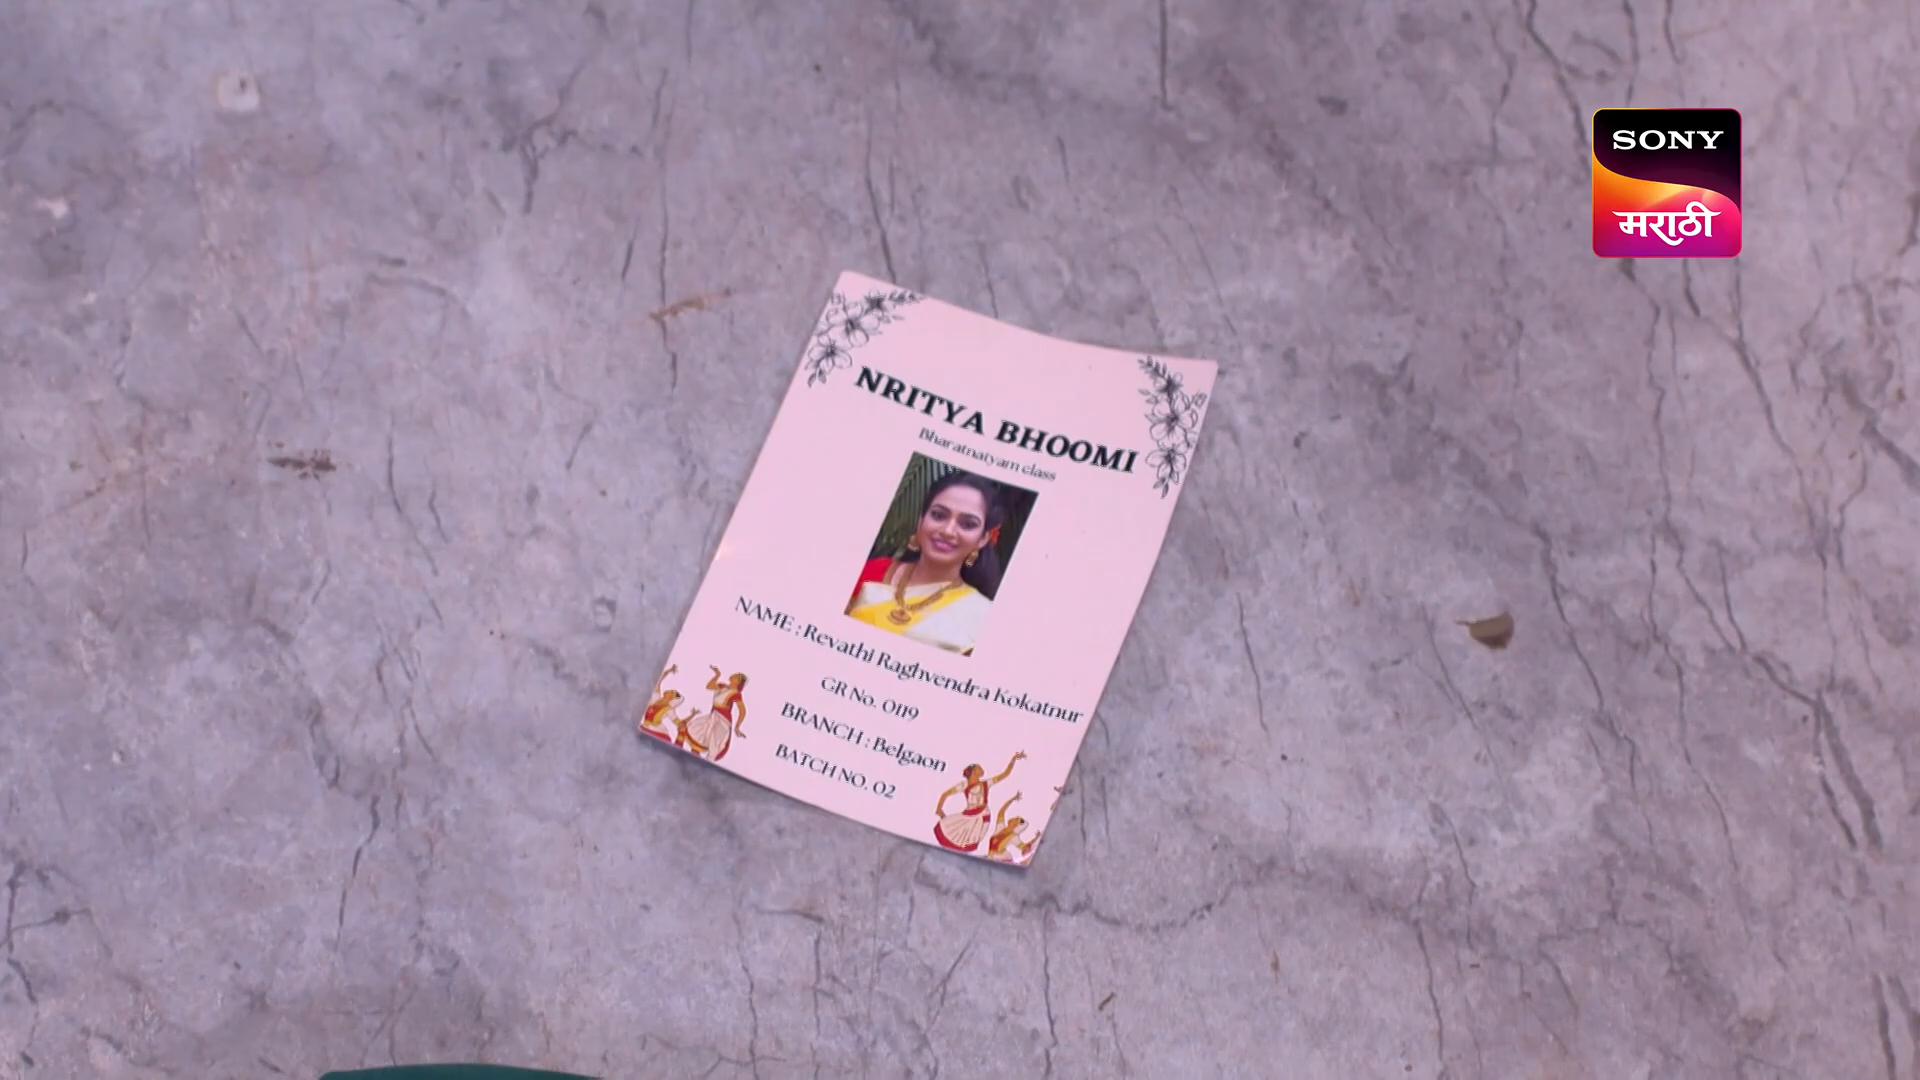 SONY
मराठी
NRITYA BHOOMI
Bharatnatyam class
NAME : Revathi Raghvendra Kokatnur
GR No. 0119
BRANCH : Belgaon
BATCH NO. 02